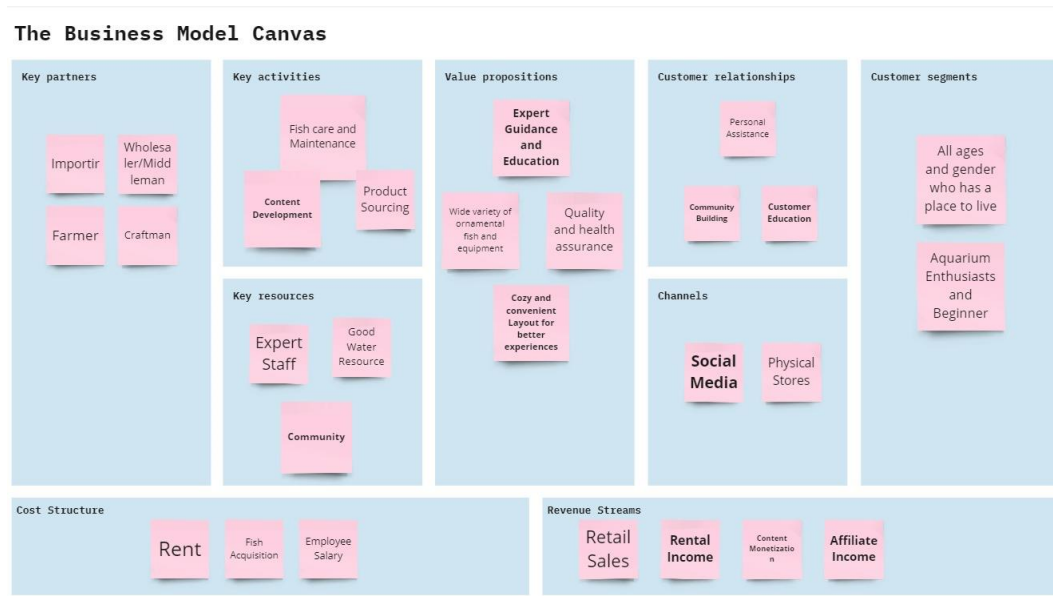 The Business Model Canvas
Key partners
Importir
Wholesa
ler/Midd
leman
Farmer
Craftman
Key activities
Fish care and
Maintenance
Content
Development
Product
Sourcing
Key resources
Expert
Staff
Good
Water
Resource
Community
Value propositions
Expert
Guidance
and
Education
Wide variety of
ornamental
fish and
equipment
Quality
and health
assurance
Cozy and
convenient
Layout for
better
experiences
Customer relationships
Personal
Assistance
Community
Building
Customer
Education
Channels
Social
Media
Physical
Stores
Customer segments
All ages
and gender
who has a
place to live
Aquarium
Enthusiasts
and
Beginner
Cost Structure
Rent
Fish
Acquisition
Employee
Salary
Revenue Streams
Retail
Sales
Rental
Income
Content
Monetizatio
n
Affiliate
Income